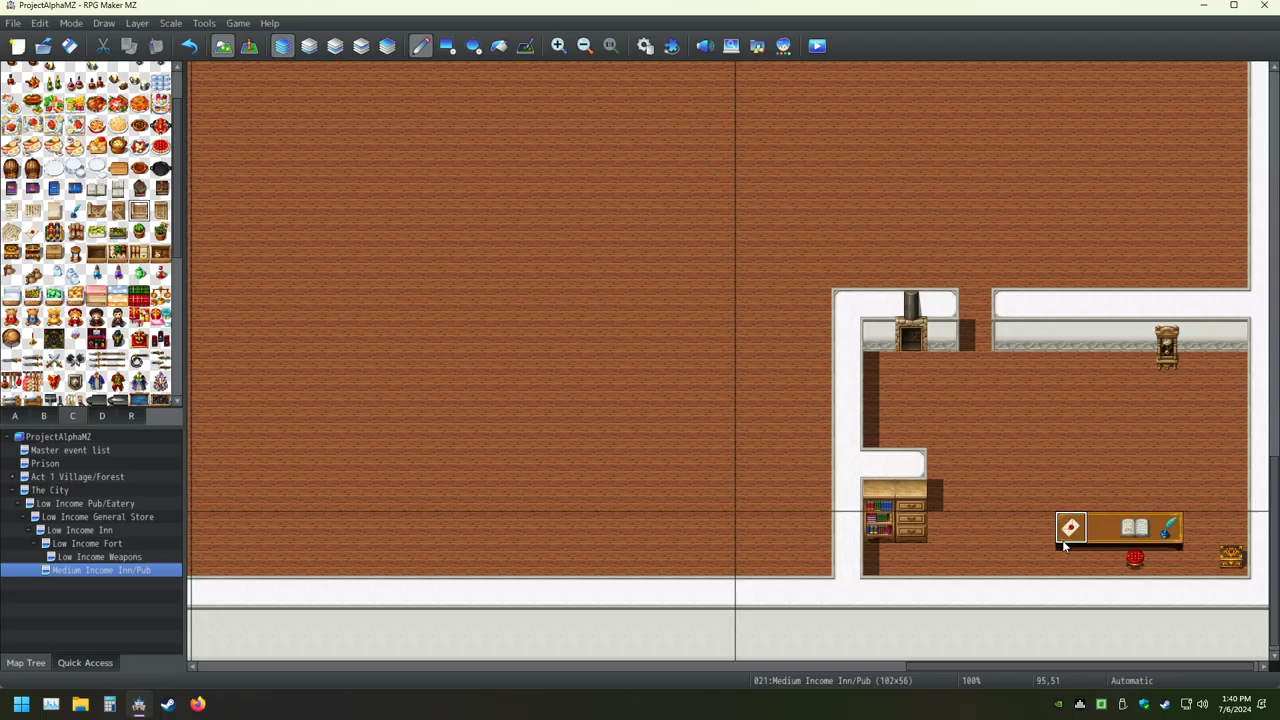 ProjectAlphaMZ - RPG Maker MZ
File Edit Mode Draw Layer Scale Tools Game Help
A B C D R
ProjectAlphaMZ
Master event list
Prison
Act 1 Village/Forest
The City
Low Income Pub/Eatery
Low Income General Store
Low Income Inn
Low Income Fort
Low Income Weapons
Medium Income Inn/Pub
Map Tree Quick Access
021:Medium Income Inn/Pub (102x56) 100% 95,51 Automatic
1:40 PM
7/6/2024